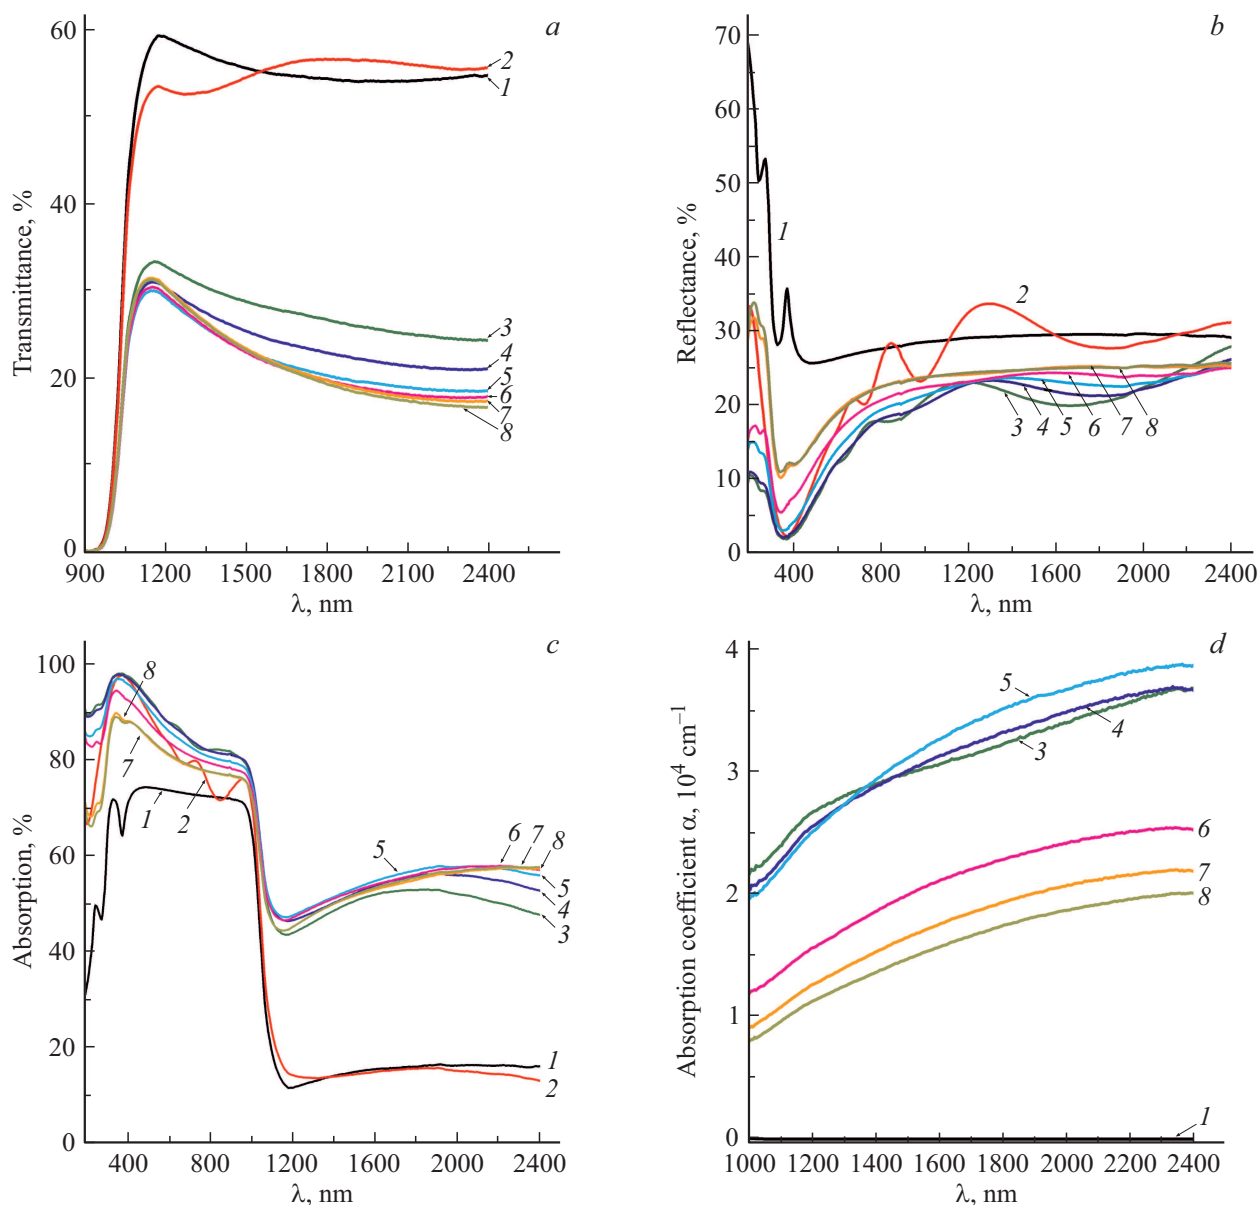 a
Transmittance, %
60
40
20
0
900 1200 1500 1800 2100 2400
λ, nm
2
1
3
4
5
6
7
8
b
Reflectance, %
70
60
50
40
30
20
10
0
400 800 1200 1600 2000 2400
λ, nm
1
2
3 4 5 6 7 8
c
Absorption, %
100
80
60
40
20
0
400 800 1200 1600 2000 2400
λ, nm
8
7
1 2
5 6 7 8
5
4
3
1
2
d
Absorption coefficient α, 10⁴ cm⁻¹
4
3
2
1
0
1000 1200 1400 1600 1800 2000 2200 2400
λ, nm
5
4
3
6
7
8
1